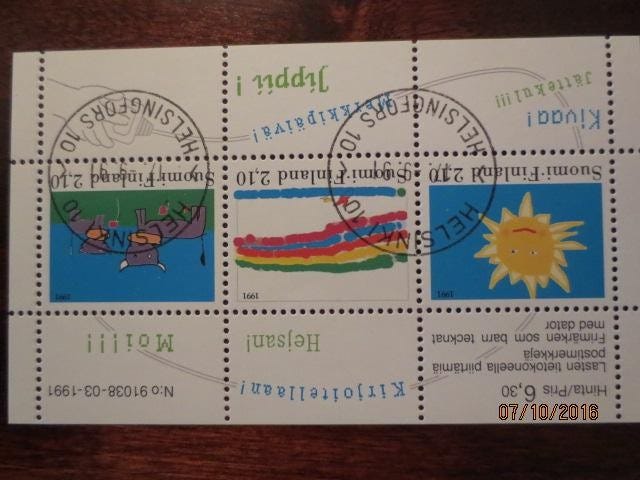 Hinta/Pris 6,30
Lasten tietokoneella piirtämiä
postimerkkejä
Frimärken som barn tecknat
med dator
Kirjoitellaan!
Hejsan!
N:o 91038-03-1991
Moi!!!
1991
1991
1991
Suomi·Finland 2,10
Suomi·Finland 2,10
Suomi·Finland 2,10
HELSINKI 10
HELSINGFORS 10
HELSINKI 10
HELSINGFORS 10
Kivaa!
Jättekul!!!
Merkkipäivä!
Jippii!
07/10/2016